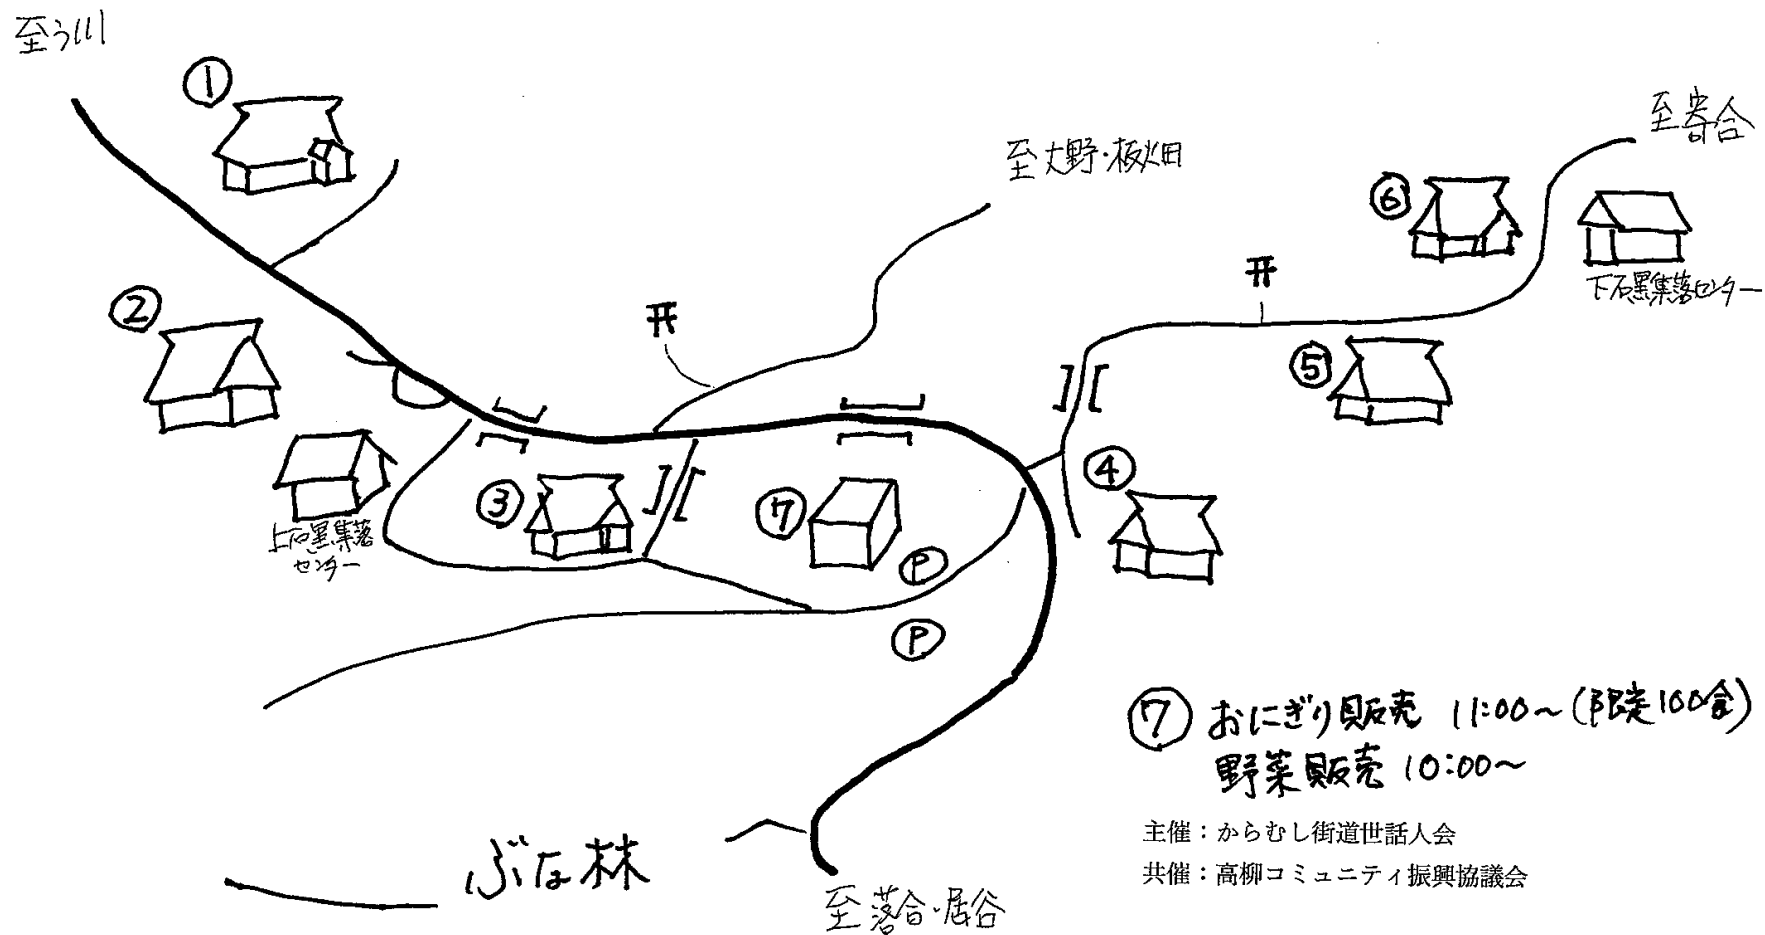 至う川
①
至寄合
至大野・板畑
⑥
下石黒集落センター
②
⑤
④
③
⑦
上石黒集落
センター
P
P
⑦おにぎり販売 11:00～(限定100食)
野菜販売 10:00～
主催：からむし街道世話人会
共催：高柳コミュニティ振興協議会
ぶな林
至落合・居谷